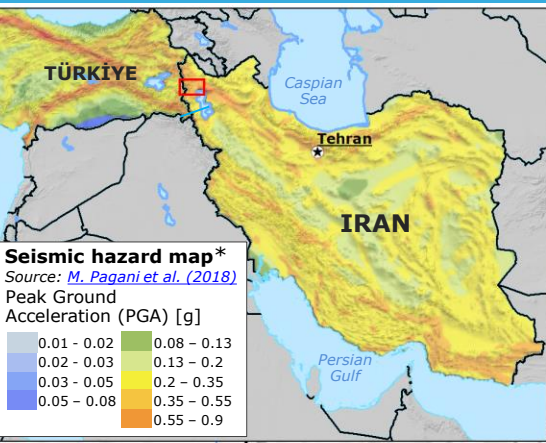 TÜRKİYE
Caspian
Sea
Tehran
IRAN
Seismic hazard map*
Source: M. Pagani et al. (2018)
Peak Ground
Acceleration (PGA) [g]
0.01 - 0.02
0.02 - 0.03
0.03 - 0.05
0.05 – 0.08
0.08 – 0.13
0.13 – 0.2
0.2 – 0.35
0.35 – 0.55
0.55 – 0.9
Persian
Gulf